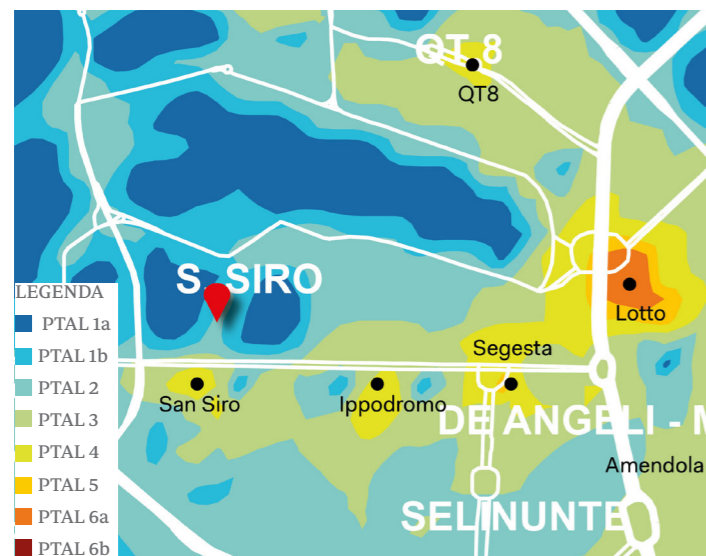 QT 8
QT8
S. SIRO
Lotto
Segesta
San Siro
Ippodromo
DE ANGELI - M
Amendola
SELINUNTE
LEGENDA
PTAL 1a
PTAL 1b
PTAL 2
PTAL 3
PTAL 4
PTAL 5
PTAL 6a
PTAL 6b